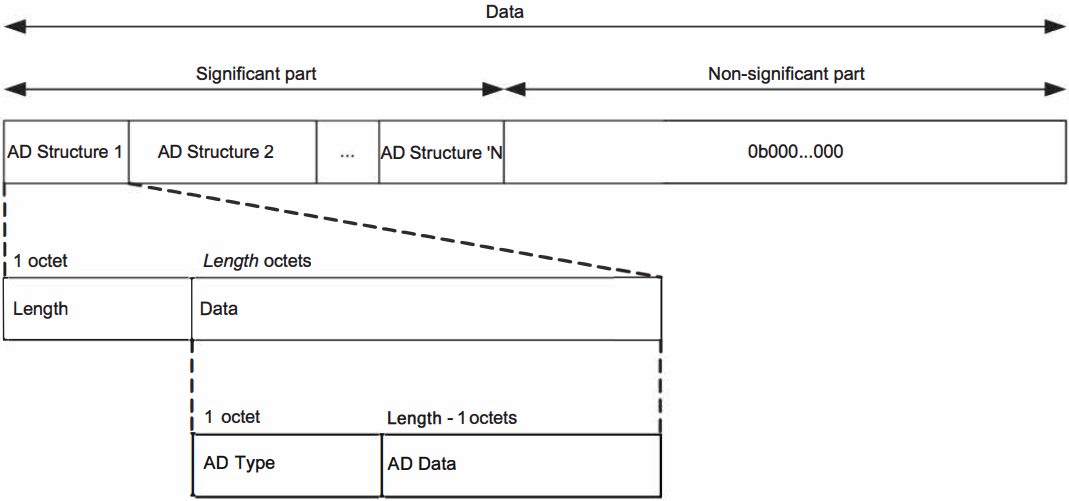 Data
Significant part Non-significant part
AD Structure 1 AD Structure 2 ... AD Structure 'N 0b000...000
1 octet Length octets
Length Data
1 octet Length - 1 octets
AD Type AD Data